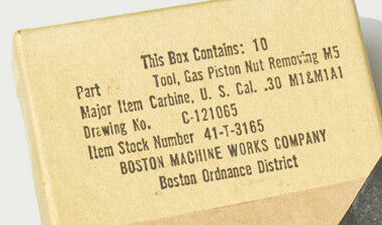 This Box Contains: 10
Part Tool, Gas Piston Nut Removing M5
Major Item Carbine, U. S. Cal. .30 M1&M1A1
Drawing No. C-121065
Item Stock Number 41-T-3165
BOSTON MACHINE WORKS COMPANY
Boston Ordnance District